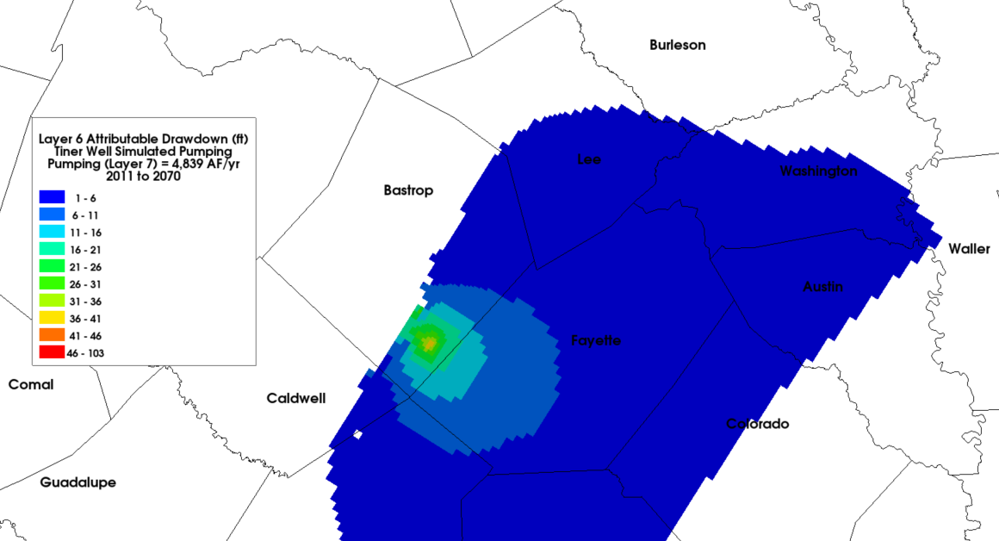 Burleson
Layer 6 Attributable Drawdown (ft)
Tiner Well Simulated Pumping
Pumping (Layer 7) = 4,839 AF/yr
2011 to 2070
Lee
Washington
Bastrop
1 - 6
6 - 11
11 - 16
16 - 21
21 - 26
26 - 31
31 - 36
36 - 41
41 - 46
46 - 103
Waller
Austin
Fayette
Comal
Caldwell
Colorado
Guadalupe